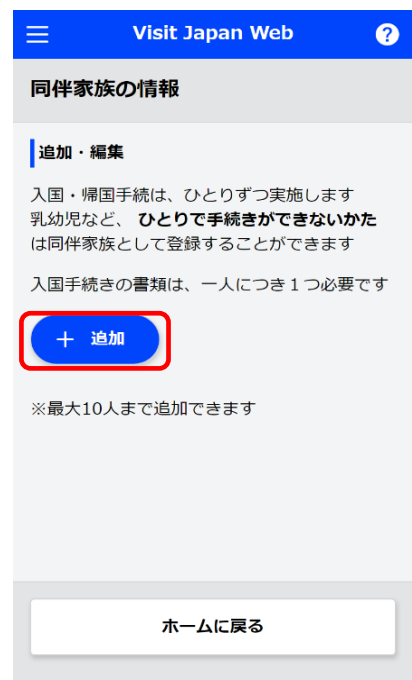 Visit Japan Web ?
同伴家族の情報
追加・編集
入国・帰国手続は、ひとりずつ実施します
乳幼児など、 ひとりで手続きができないかた
は同伴家族として登録することができます
入国手続きの書類は、一人につき１つ必要です
＋ 追加
※最大10人まで追加できます
ホームに戻る